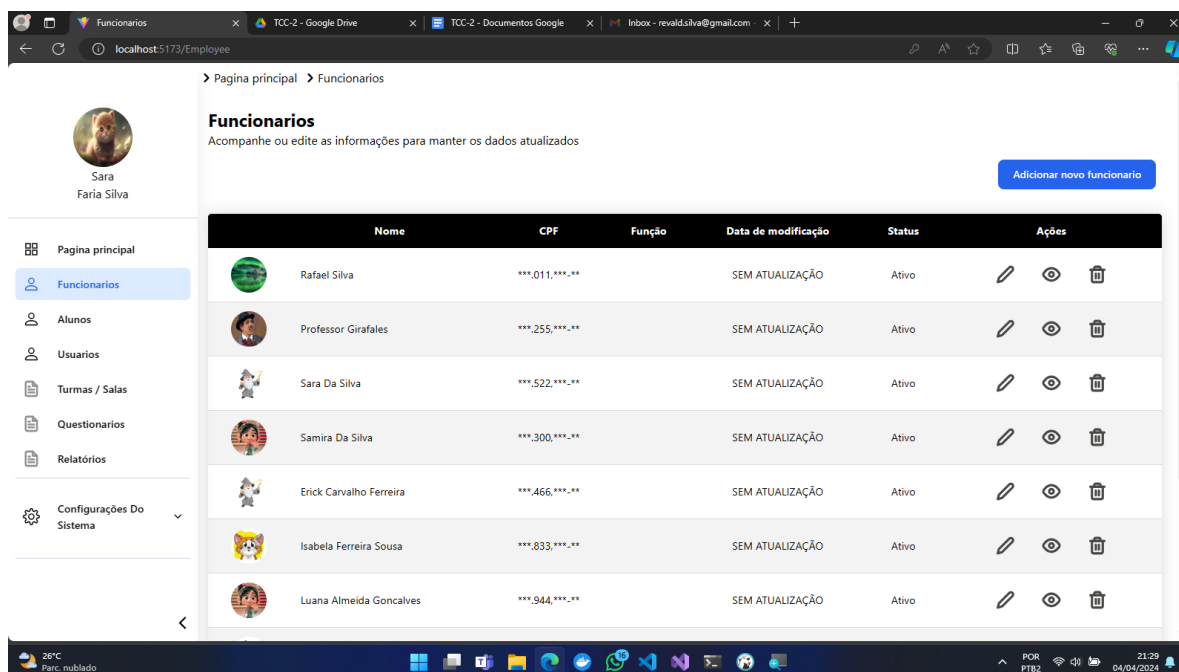 Funcionarios
TCC-2 - Google Drive
TCC-2 - Documentos Google
Inbox - revald.silva@gmail.com -
localhost:5173/Employee
Pagina principal Funcionarios
Sara
Faria Silva
Funcionarios
Acompanhe ou edite as informações para manter os dados atualizados
Adicionar novo funcionario
Pagina principal
Funcionarios
Alunos
Usuarios
Turmas / Salas
Questionarios
Relatórios
Configurações Do
Sistema
Nome CPF Função Data de modificação Status Ações
Rafael Silva ***.011,***-** SEM ATUALIZAÇÃO Ativo
Professor Girafales ***.255,***-** SEM ATUALIZAÇÃO Ativo
Sara Da Silva ***.522,***-** SEM ATUALIZAÇÃO Ativo
Samira Da Silva ***.300,***-** SEM ATUALIZAÇÃO Ativo
Erick Carvalho Ferreira ***.466,***-** SEM ATUALIZAÇÃO Ativo
Isabela Ferreira Sousa ***.833,***-** SEM ATUALIZAÇÃO Ativo
Luana Almeida Goncalves ***.944,***-** SEM ATUALIZAÇÃO Ativo
26°C
Parc. nublado
16
POR
PTB2
21:29
04/04/2024